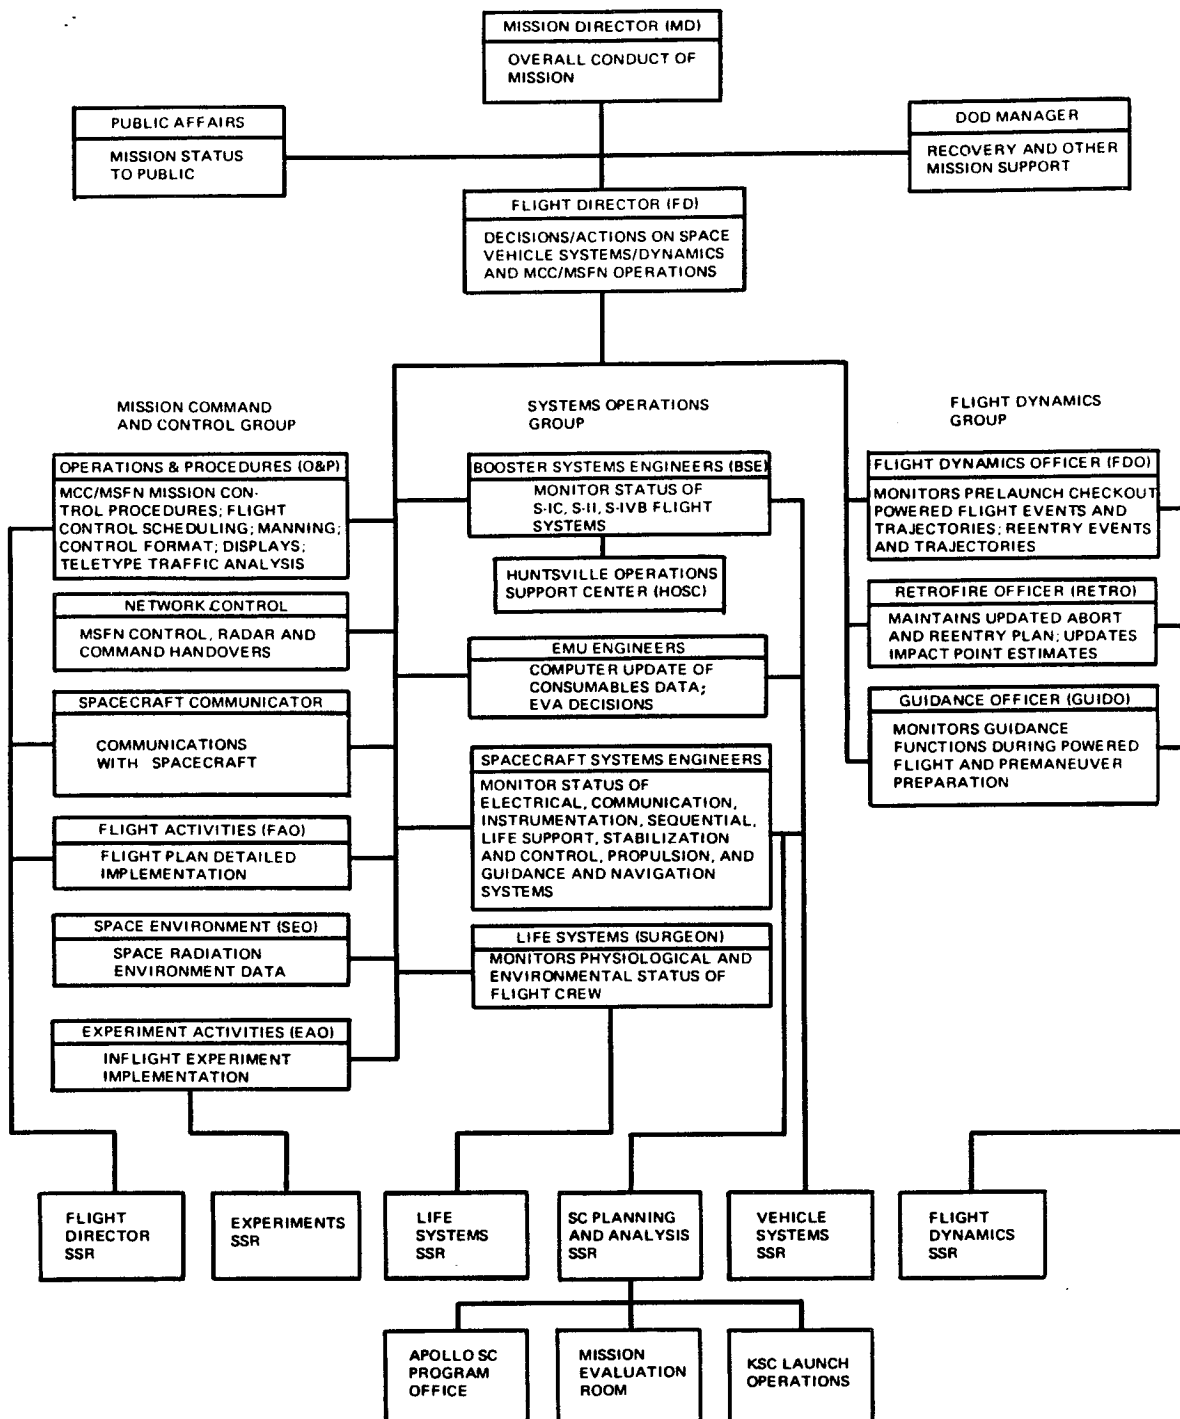 MISSION DIRECTOR (MD)
OVERALL CONDUCT OF
MISSION
PUBLIC AFFAIRS
MISSION STATUS
TO PUBLIC
DOD MANAGER
RECOVERY AND OTHER
MISSION SUPPORT
FLIGHT DIRECTOR (FD)
DECISIONS/ACTIONS ON SPACE
VEHICLE SYSTEMS/DYNAMICS
AND MCC/MSFN OPERATIONS
MISSION COMMAND
AND CONTROL GROUP
OPERATIONS & PROCEDURES (O&P)
MCC/MSFN MISSION CON-
TROL PROCEDURES; FLIGHT
CONTROL SCHEDULING; MANNING;
CONTROL FORMAT; DISPLAYS;
TELETYPE TRAFFIC ANALYSIS
NETWORK CONTROL
MSFN CONTROL, RADAR AND
COMMAND HANDOVERS
SPACECRAFT COMMUNICATOR
COMMUNICATIONS
WITH SPACECRAFT
FLIGHT ACTIVITIES (FAO)
FLIGHT PLAN DETAILED
IMPLEMENTATION
SPACE ENVIRONMENT (SEO)
SPACE RADIATION
ENVIRONMENT DATA
EXPERIMENT ACTIVITIES (EAO)
INFLIGHT EXPERIMENT
IMPLEMENTATION
SYSTEMS OPERATIONS
GROUP
BOOSTER SYSTEMS ENGINEERS (BSE)
MONITOR STATUS OF
S-IC, S-II, S-IVB FLIGHT
SYSTEMS
HUNTSVILLE OPERATIONS
SUPPORT CENTER (HOSC)
EMU ENGINEERS
COMPUTER UPDATE OF
CONSUMABLES DATA;
EVA DECISIONS
SPACECRAFT SYSTEMS ENGINEERS
MONITOR STATUS OF
ELECTRICAL, COMMUNICATION,
INSTRUMENTATION, SEQUENTIAL,
LIFE SUPPORT, STABILIZATION
AND CONTROL, PROPULSION, AND
GUIDANCE AND NAVIGATION
SYSTEMS
LIFE SYSTEMS (SURGEON)
MONITORS PHYSIOLOGICAL AND
ENVIRONMENTAL STATUS OF
FLIGHT CREW
FLIGHT DYNAMICS
GROUP
FLIGHT DYNAMICS OFFICER (FDO)
MONITORS PRELAUNCH CHECKOUT
POWERED FLIGHT EVENTS AND
TRAJECTORIES; REENTRY EVENTS
AND TRAJECTORIES
RETROFIRE OFFICER (RETRO)
MAINTAINS UPDATED ABORT
AND REENTRY PLAN; UPDATES
IMPACT POINT ESTIMATES
GUIDANCE OFFICER (GUIDO)
MONITORS GUIDANCE
FUNCTIONS DURING POWERED
FLIGHT AND PREMANEUVER
PREPARATION
FLIGHT
DIRECTOR
SSR
EXPERIMENTS
SSR
LIFE
SYSTEMS
SSR
SC PLANNING
AND ANALYSIS
SSR
VEHICLE
SYSTEMS
SSR
FLIGHT
DYNAMICS
SSR
APOLLO SC
PROGRAM
OFFICE
MISSION
EVALUATION
ROOM
KSC LAUNCH
OPERATIONS